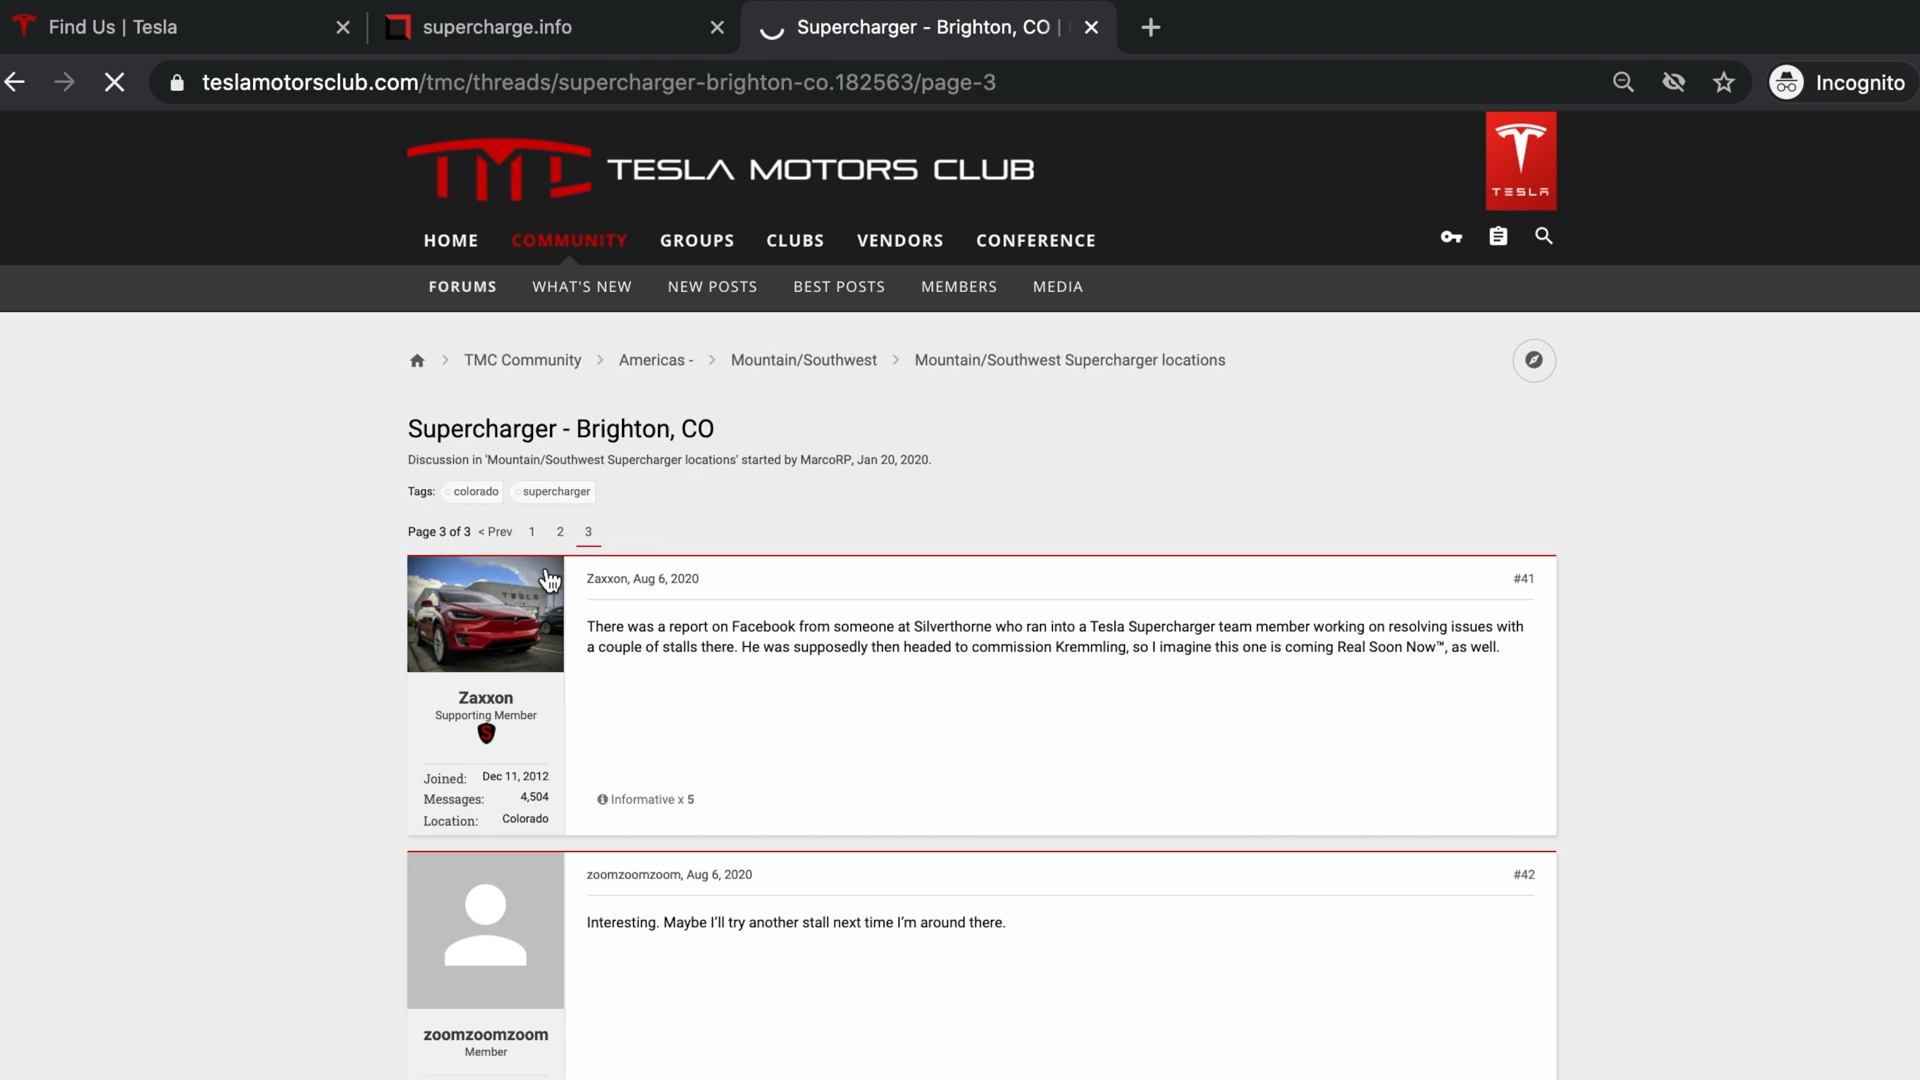 Find Us | Tesla
supercharge.info
Supercharger - Brighton, CO |
teslamotorsclub.com/tmc/threads/supercharger-brighton-co.182563/page-3
Incognito
TMC TESLA MOTORS CLUB
TESLA
HOME COMMUNITY GROUPS CLUBS VENDORS CONFERENCE
FORUMS WHAT'S NEW NEW POSTS BEST POSTS MEMBERS MEDIA
TMC Community > Americas - > Mountain/Southwest > Mountain/Southwest Supercharger locations
Supercharger - Brighton, CO
Discussion in 'Mountain/Southwest Supercharger locations' started by MarcoRP, Jan 20, 2020.
Tags: colorado supercharger
Page 3 of 3 < Prev 1 2 3
TESLA
Zaxxon, Aug 6, 2020 #41
There was a report on Facebook from someone at Silverthorne who ran into a Tesla Supercharger team member working on resolving issues with
a couple of stalls there. He was supposedly then headed to commission Kremmling, so I imagine this one is coming Real Soon Now™, as well.
Zaxxon
Supporting Member
S
Joined: Dec 11, 2012
Messages: 4,504
Location: Colorado
Informative x 5
zoomzoomzoom, Aug 6, 2020 #42
Interesting. Maybe I'll try another stall next time I'm around there.
zoomzoomzoom
Member